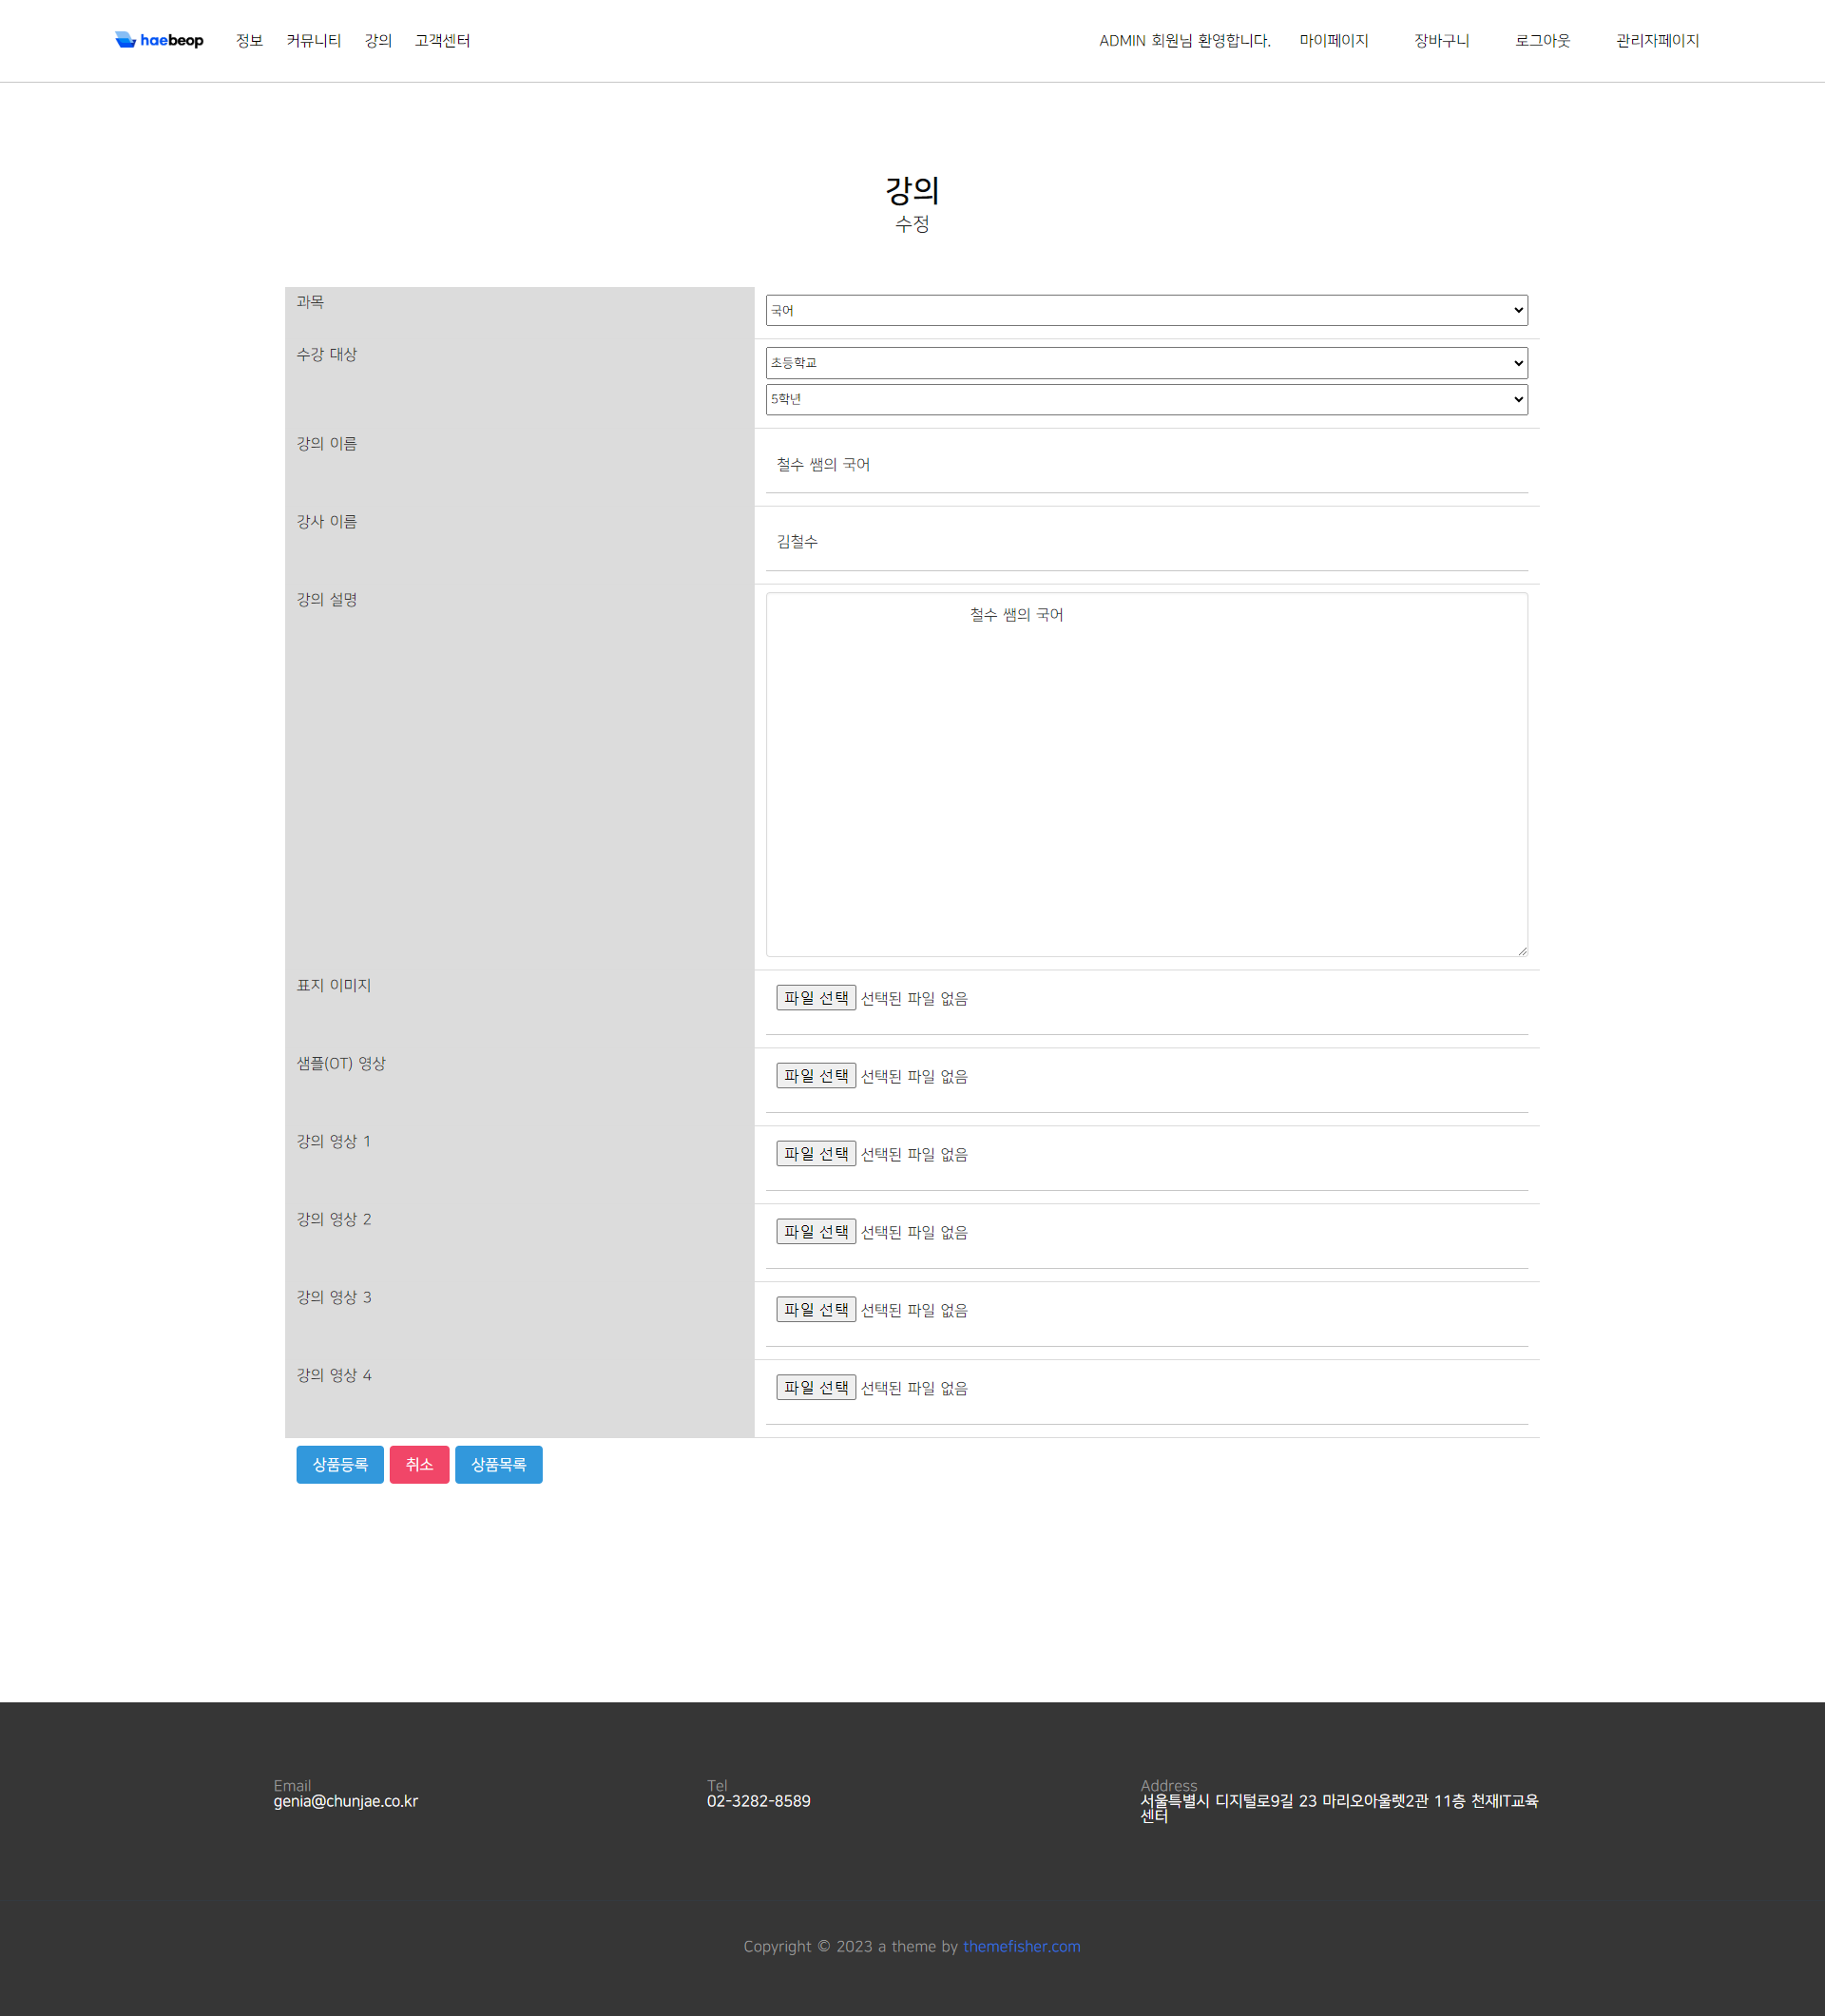 haebeop 정보 커뮤니티 강의 고객센터 ADMIN 회원님 환영합니다. 마이페이지 장바구니 로그아웃 관리자페이지
강의
수정
과목 국어
수강 대상 초등학교
5학년
강의 이름
철수 쌤의 국어
강사 이름
김철수
강의 설명
철수 쌤의 국어
표지 이미지 파일 선택 선택된 파일 없음
샘플(OT) 영상 파일 선택 선택된 파일 없음
강의 영상 1 파일 선택 선택된 파일 없음
강의 영상 2 파일 선택 선택된 파일 없음
강의 영상 3 파일 선택 선택된 파일 없음
강의 영상 4 파일 선택 선택된 파일 없음
상품등록 취소 상품목록
Email
genia@chunjae.co.kr
Tel
02-3282-8589
Address
서울특별시 디지털로9길 23 마리오아울렛2관 11층 천재IT교육
센터
Copyright © 2023 a theme by themefisher.com